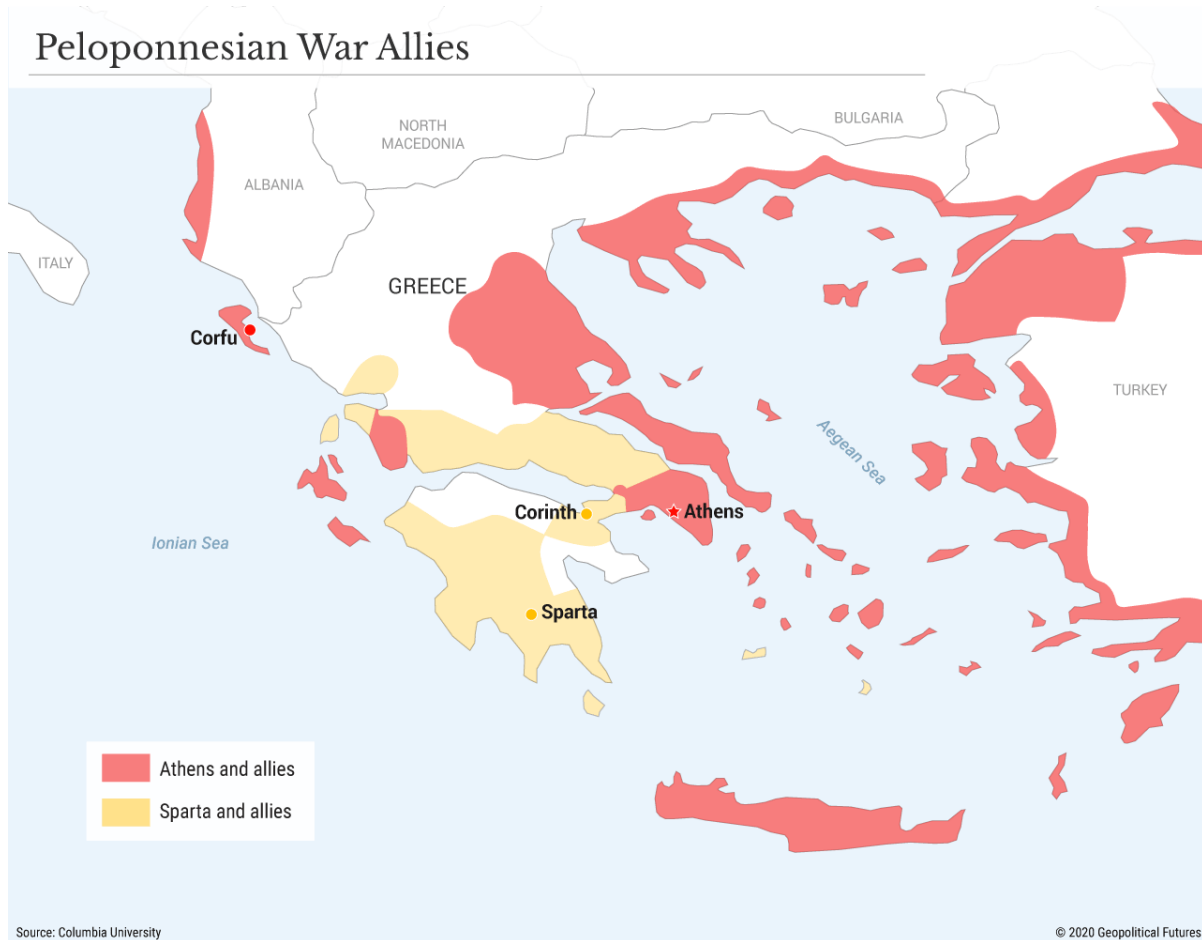 Peloponnesian War Allies
BULGARIA
NORTH
MACEDONIA
ALBANIA
ITALY
GREECE
Corfu
TURKEY
Aegean Sea
Corinth
Athens
Ionian Sea
Sparta
Athens and allies
Sparta and allies
Source: Columbia University
© 2020 Geopolitical Futures